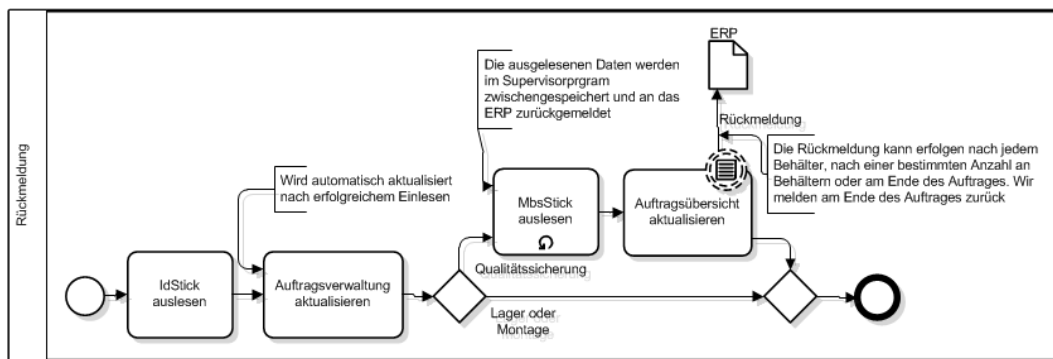 Rückmeldung
ERP
Die ausgelesenen Daten werden
im Supervisorprgram
zwischengespeichert und an das
ERP zurückgemeldet
Rückmeldung
Die Rückmeldung kann erfolgen nach jedem
Behälter, nach einer bestimmten Anzahl an
Behältern oder am Ende des Auftrages. Wir
melden am Ende des Auftrages zurück
Wird automatisch aktualisiert
nach erfolgreichem Einlesen
MbsStick
auslesen
Auftragsübersicht
aktualisieren
IdStick
auslesen
Auftragsverwaltung
aktualisieren
Qualitätssicherung
Lager oder
Montage